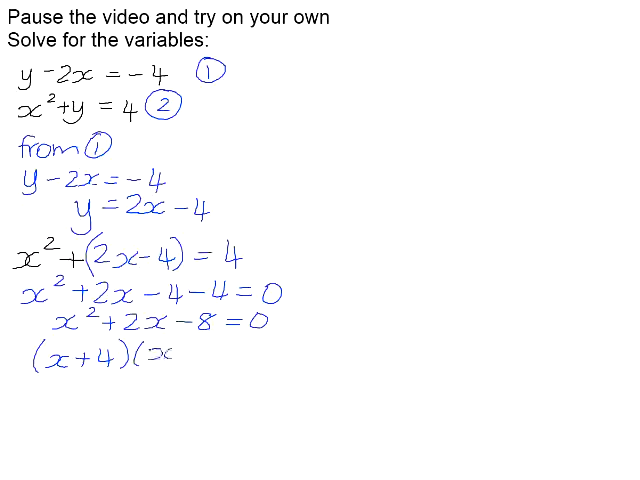 Pause the video and try on your own
Solve for the variables:
y - 2x = - 4 ①
x² + y = 4 ②
from ①
y - 2x = - 4
y = 2x - 4
x² + (2x - 4) = 4
x² + 2x - 4 - 4 = 0
x² + 2x - 8 = 0
(x + 4)(x